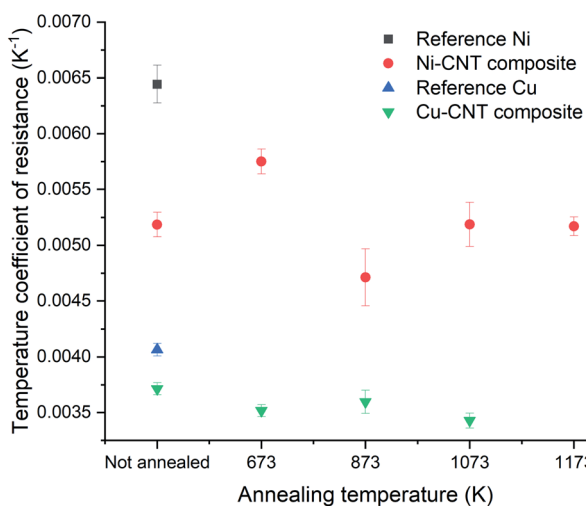 Temperature coefficient of resistance (K⁻¹)
0.0070
0.0065
0.0060
0.0055
0.0050
0.0045
0.0040
0.0035
Reference Ni
Ni-CNT composite
Reference Cu
Cu-CNT composite
Not annealed 673 873 1073 1173
Annealing temperature (K)